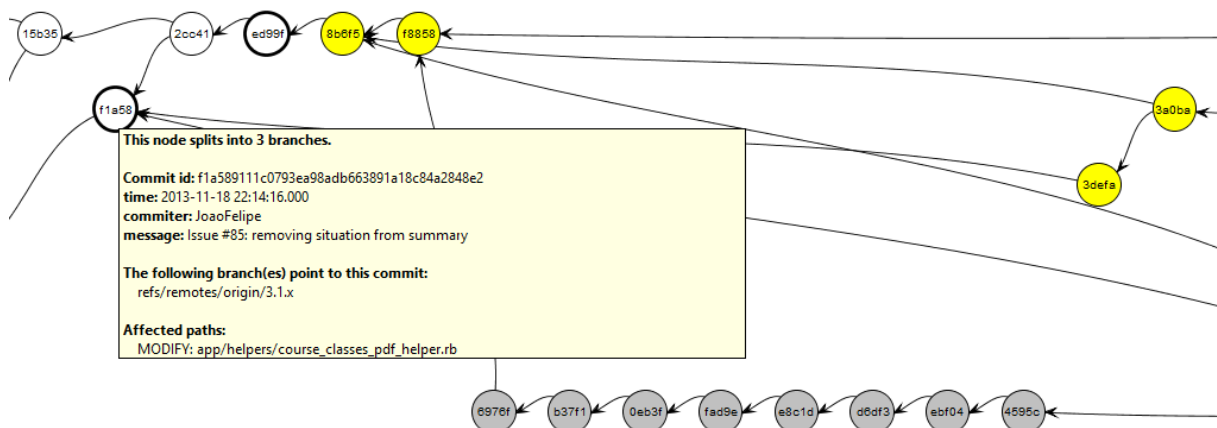 15b35
2cc41
ed99f
8b6f5
f8858
f1a58
3a0ba
3defa
This node splits into 3 branches.
Commit id: f1a589111c0793ea98adb663891a18c84a2848e2
time: 2013-11-18 22:14:16.000
commiter: JoaoFelipe
message: Issue #85: removing situation from summary
The following branch(es) point to this commit:
refs/remotes/origin/3.1.x
Affected paths:
MODIFY: app/helpers/course_classes_pdf_helper.rb
6976f
b37f1
0eb3f
fad9e
e8c1d
d6df3
ebf04
4595c